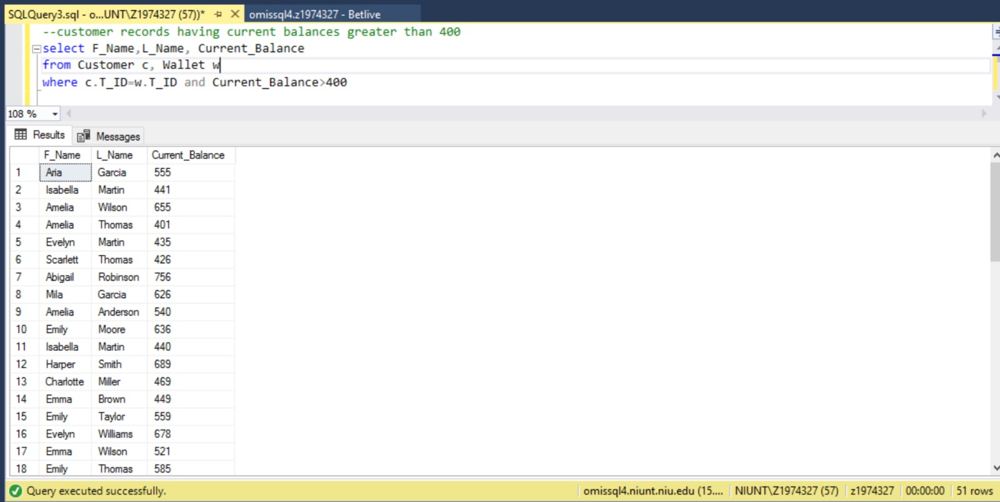 SQLQuery3.sql - o...UNT\Z1974327 (57))* omissql4.z1974327 - Betlive
--customer records having current balances greater than 400
select F_Name,L_Name, Current_Balance
from Customer c, Wallet w
where c.T_ID=w.T_ID and Current_Balance>400
108 %
Results Messages
F_Name L_Name Current_Balance
1 Aria Garcia 555
2 Isabella Martin 441
3 Amelia Wilson 655
4 Amelia Thomas 401
5 Evelyn Martin 435
6 Scarlett Thomas 426
7 Abigail Robinson 756
8 Mila Garcia 626
9 Amelia Anderson 540
10 Emily Moore 636
11 Isabella Martin 440
12 Harper Smith 689
13 Charlotte Miller 469
14 Emma Brown 449
15 Emily Taylor 559
16 Evelyn Williams 678
17 Emma Wilson 521
18 Emily Thomas 585
Query executed successfully. omissql4.niunt.niu.edu (15.... NIUNT\Z1974327 (57) z1974327 00:00:00 51 rows